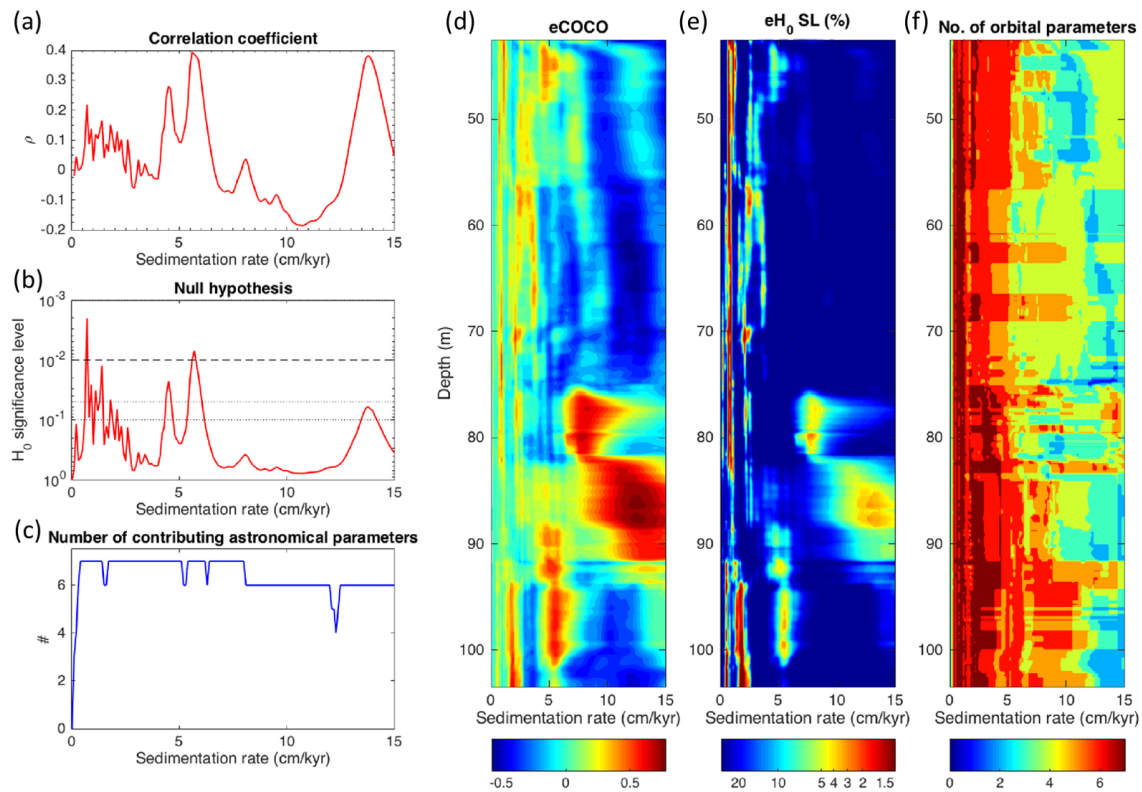 (a)
Correlation coefficient
0.4
0.3
0.2
0.1
0
-0.1
-0.2
ρ
0 5 10 15
Sedimentation rate (cm/kyr)
(b)
Null hypothesis
10-3
10-2
10-1
100
H0 significance level
0 5 10 15
Sedimentation rate (cm/kyr)
(c)
Number of contributing astronomical parameters
6
4
2
0
#
0 5 10 15
Sedimentation rate (cm/kyr)
(d)
eCOCO
50
60
70
80
90
100
Depth (m)
0 5 10 15
Sedimentation rate (cm/kyr)
-0.5 0 0.5
(e)
eH0 SL (%)
50
60
70
80
90
100
0 5 10 15
Sedimentation rate (cm/kyr)
20 10 5 4 3 2 1.5
(f)
No. of orbital parameters
50
60
70
80
90
100
0 5 10 15
Sedimentation rate (cm/kyr)
0 2 4 6